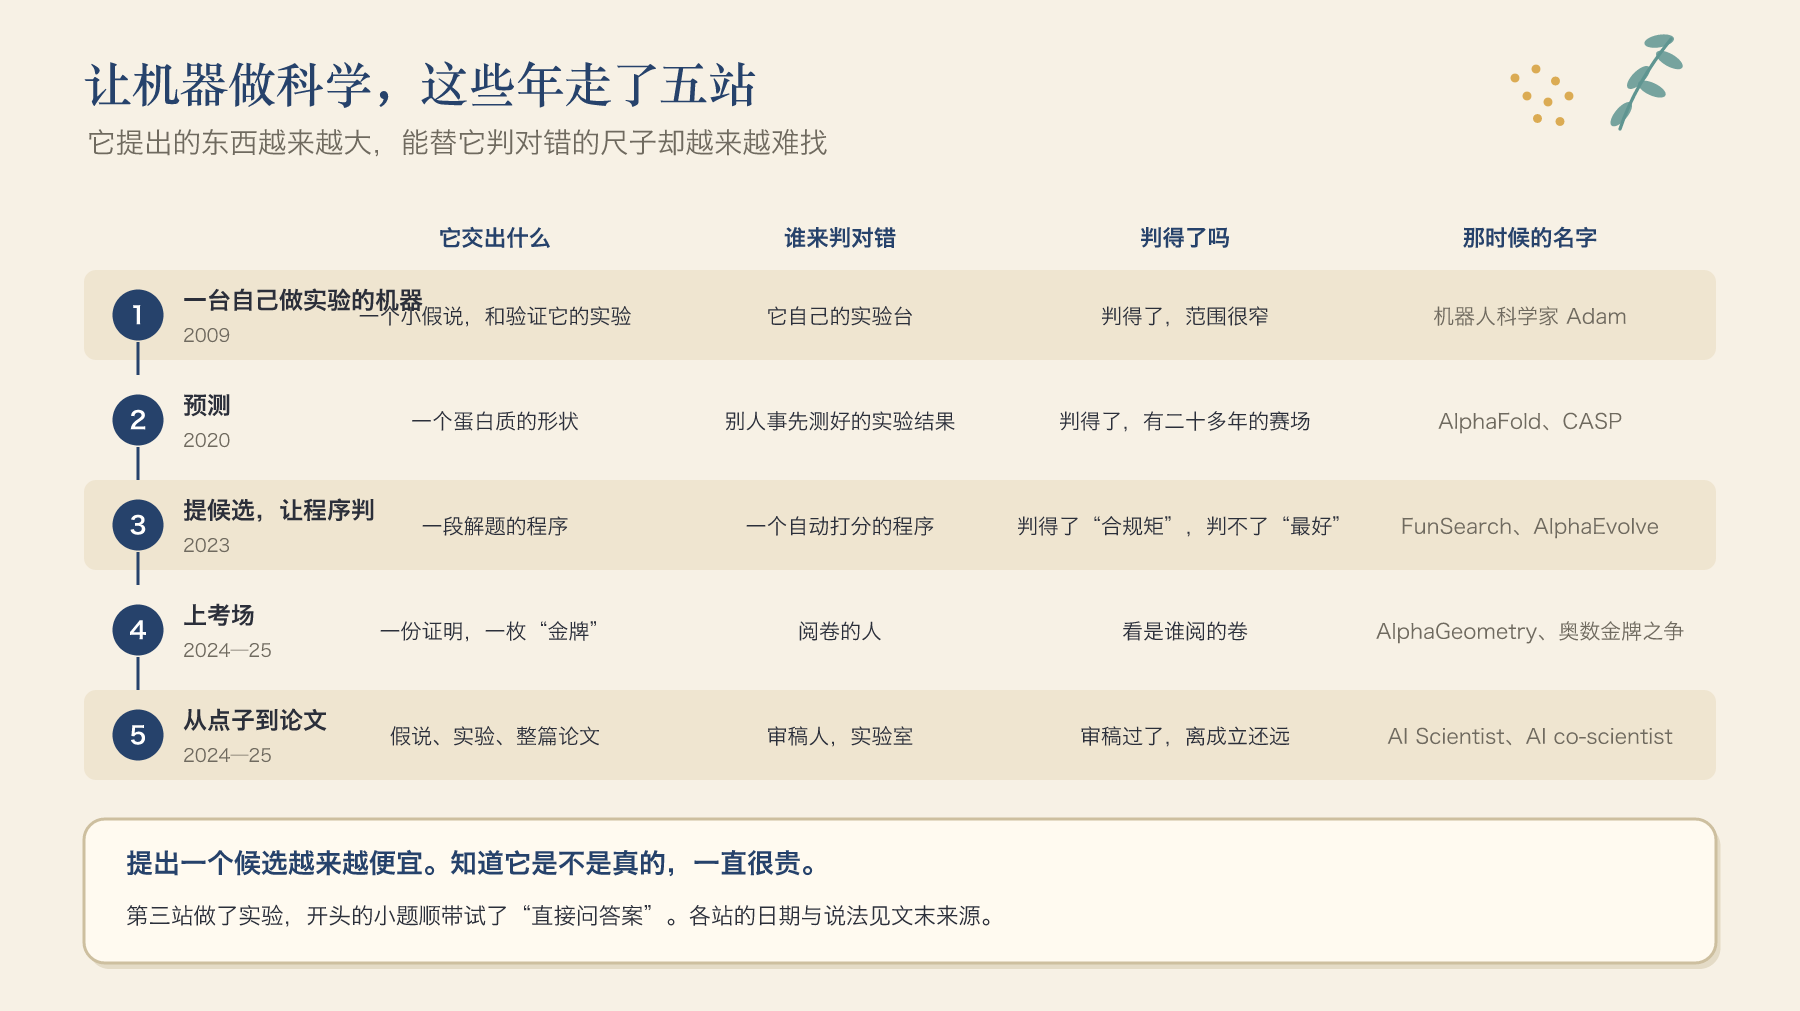 让机器做科学，这些年走了五站
它提出的东西越来越大，能替它判对错的尺子却越来越难找
它交出什么
谁来判对错
判得了吗
那时候的名字
1
一台自己做实验的机器
2009
一个小假说，和验证它的实验
它自己的实验台
判得了，范围很窄
机器人科学家 Adam
2
预测
2020
一个蛋白质的形状
别人事先测好的实验结果
判得了，有二十多年的赛场
AlphaFold、CASP
3
提候选，让程序判
2023
一段解题的程序
一个自动打分的程序
判得了“合规矩”，判不了“最好”
FunSearch、AlphaEvolve
4
上考场
2024—25
一份证明，一枚“金牌”
阅卷的人
看是谁阅的卷
AlphaGeometry、奥数金牌之争
5
从点子到论文
2024—25
假说、实验、整篇论文
审稿人，实验室
审稿过了，离成立还远
AI Scientist、AI co-scientist
提出一个候选越来越便宜。知道它是不是真的，一直很贵。
第三站做了实验，开头的小题顺带试了“直接问答案”。各站的日期与说法见文末来源。